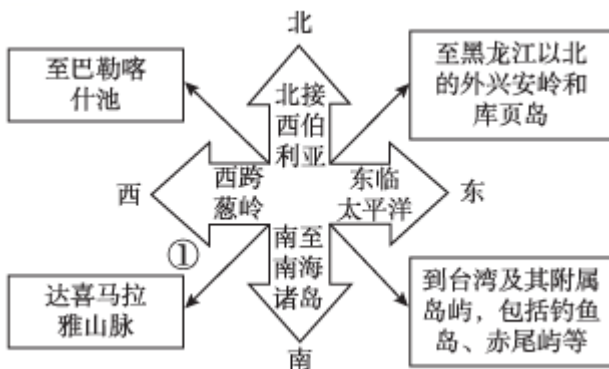 北
至巴勒喀
什池
北接
西伯
利亚
至黑龙江以北
的外兴安岭和
库页岛
西
西跨
葱岭
东临
太平洋
东
①
达喜马拉
雅山脉
南至
南海
诸岛
到台湾及其附属
岛屿，包括钓鱼
岛、赤尾屿等
南